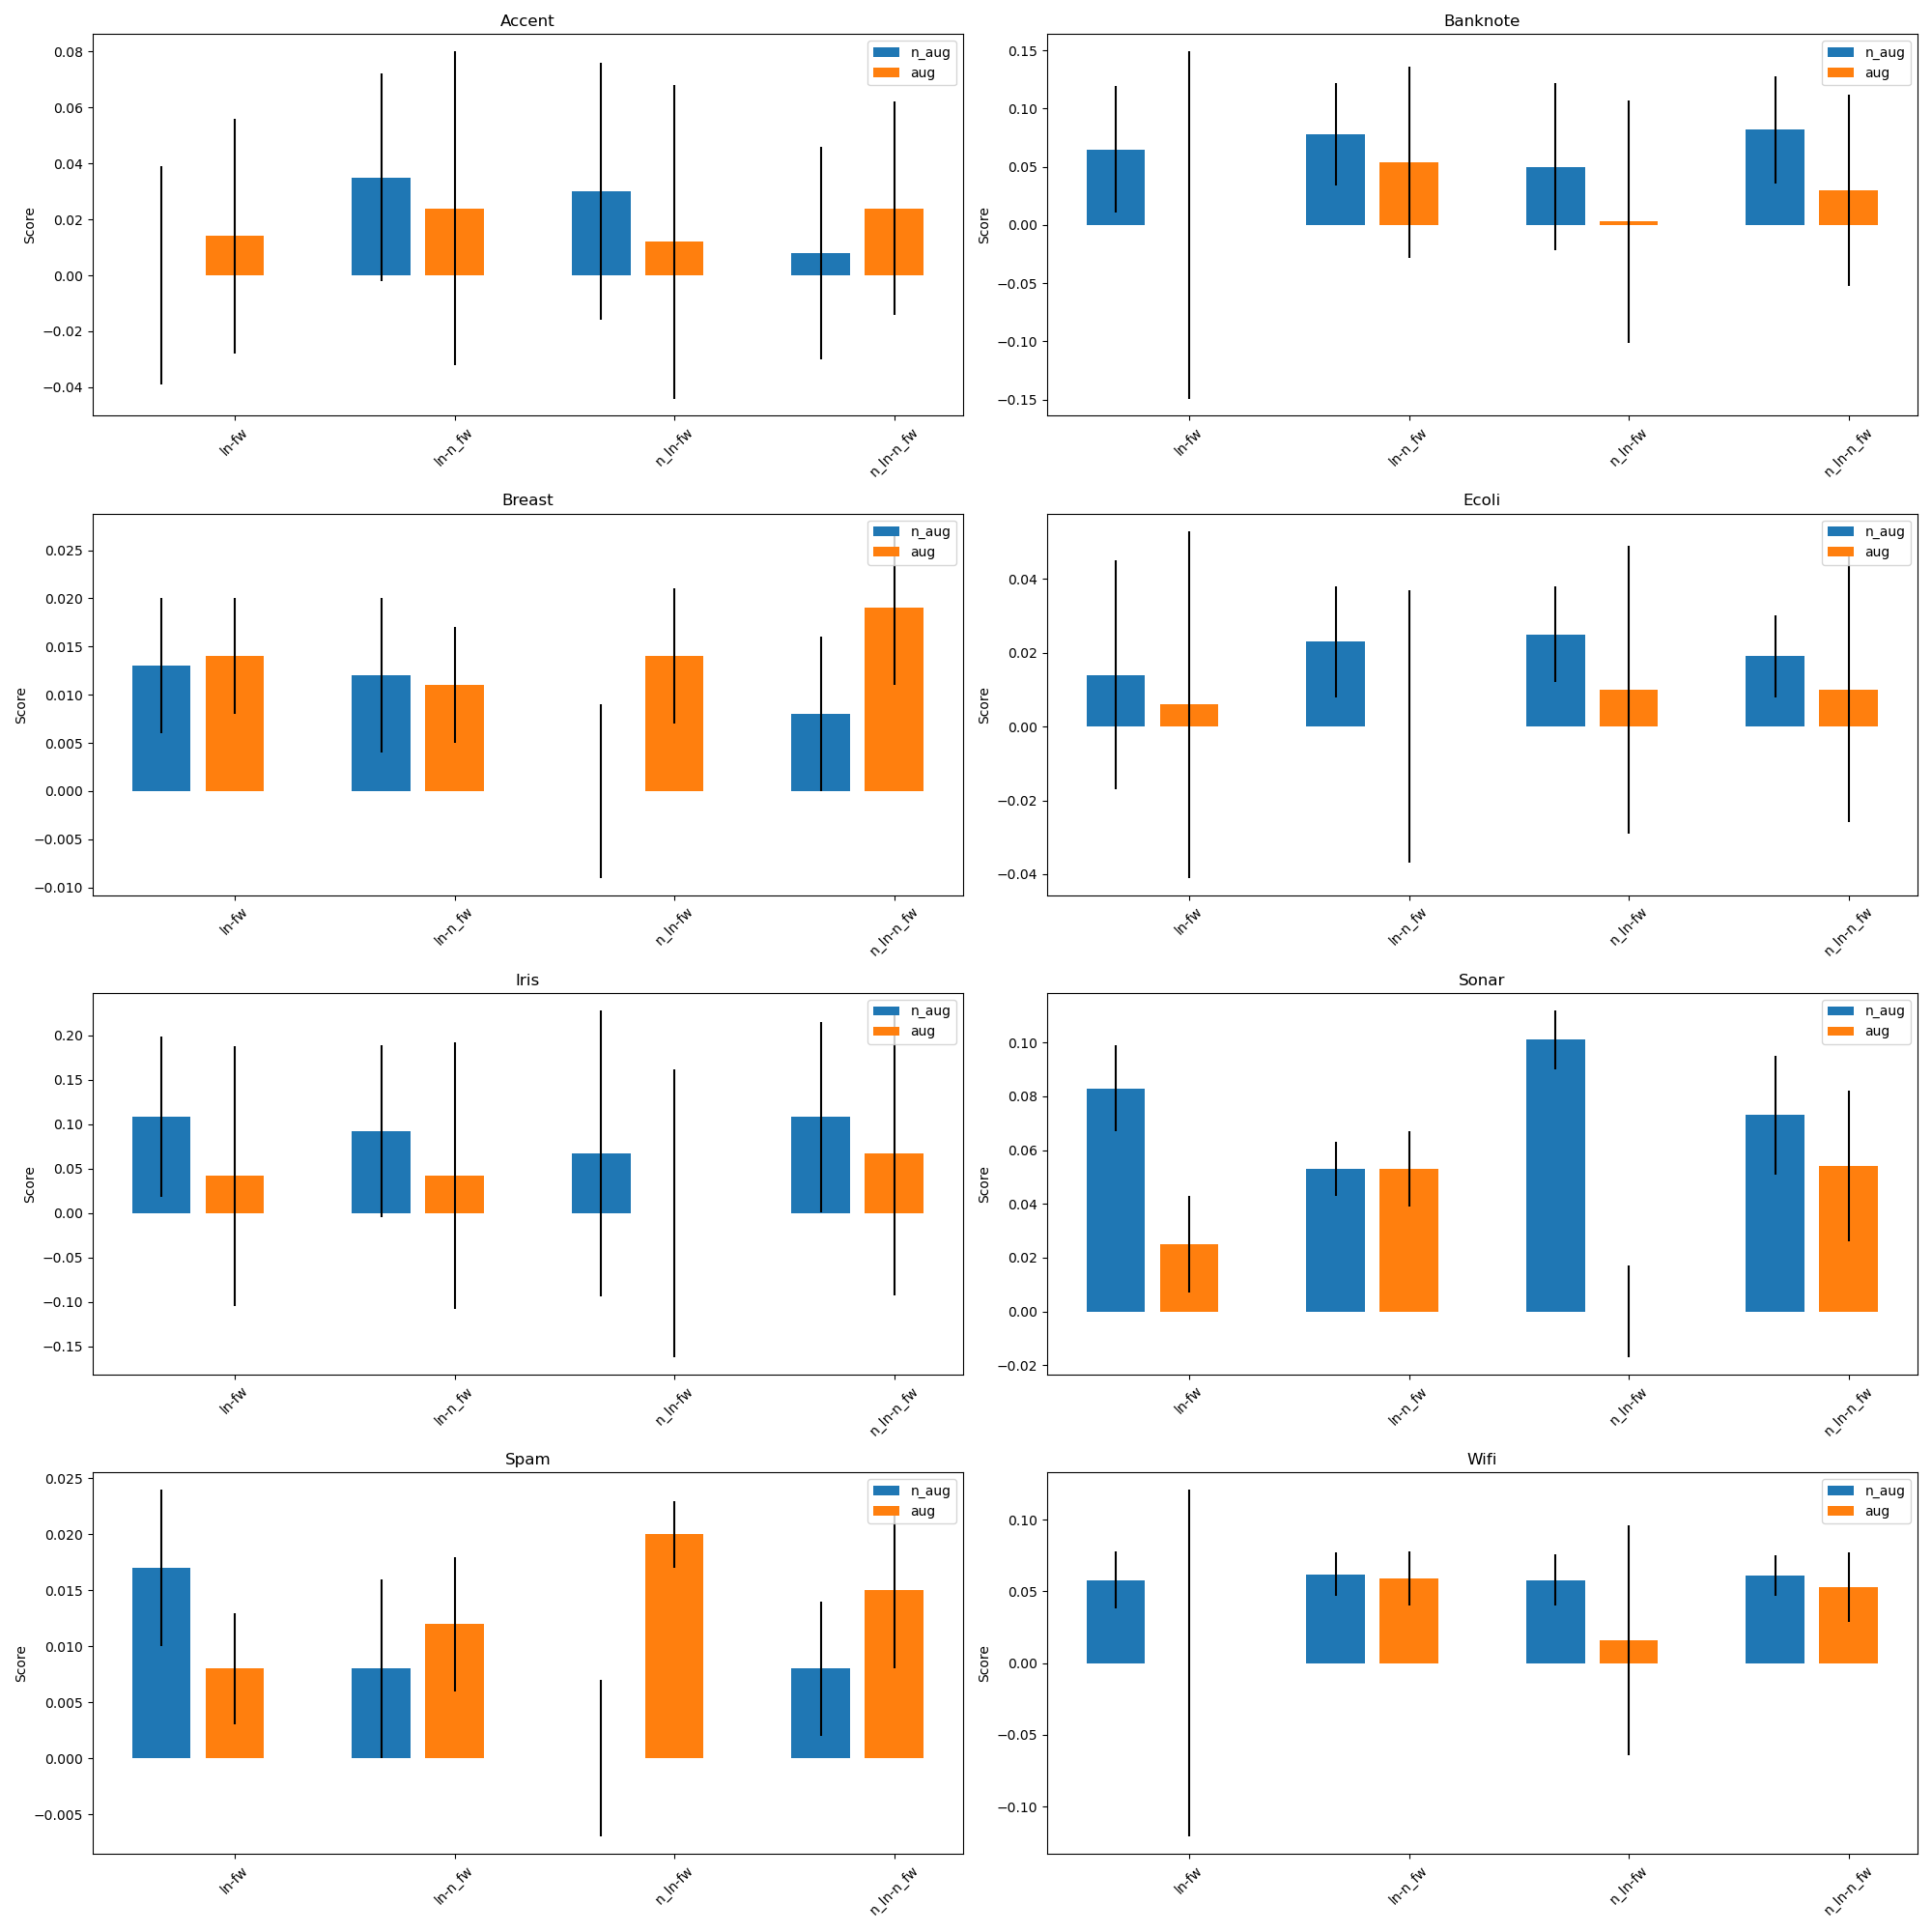 Accent
n_aug
aug
0.08
0.06
0.04
0.02
0.00
−0.02
−0.04
Score
ln-fw
ln-n_fw
n_ln-fw
n_ln-n_fw
Banknote
n_aug
aug
0.15
0.10
0.05
0.00
−0.05
−0.10
−0.15
Score
ln-fw
ln-n_fw
n_ln-fw
n_ln-n_fw
Breast
n_aug
aug
0.025
0.020
0.015
0.010
0.005
0.000
−0.005
−0.010
Score
ln-fw
ln-n_fw
n_ln-fw
n_ln-n_fw
Ecoli
n_aug
aug
0.04
0.02
0.00
−0.02
−0.04
Score
ln-fw
ln-n_fw
n_ln-fw
n_ln-n_fw
Iris
n_aug
aug
0.20
0.15
0.10
0.05
0.00
−0.05
−0.10
−0.15
Score
ln-fw
ln-n_fw
n_ln-fw
n_ln-n_fw
Sonar
n_aug
aug
0.10
0.08
0.06
0.04
0.02
0.00
−0.02
Score
ln-fw
ln-n_fw
n_ln-fw
n_ln-n_fw
Spam
n_aug
aug
0.025
0.020
0.015
0.010
0.005
0.000
−0.005
Score
ln-fw
ln-n_fw
n_ln-fw
n_ln-n_fw
Wifi
n_aug
aug
0.10
0.05
0.00
−0.05
−0.10
Score
ln-fw
ln-n_fw
n_ln-fw
n_ln-n_fw